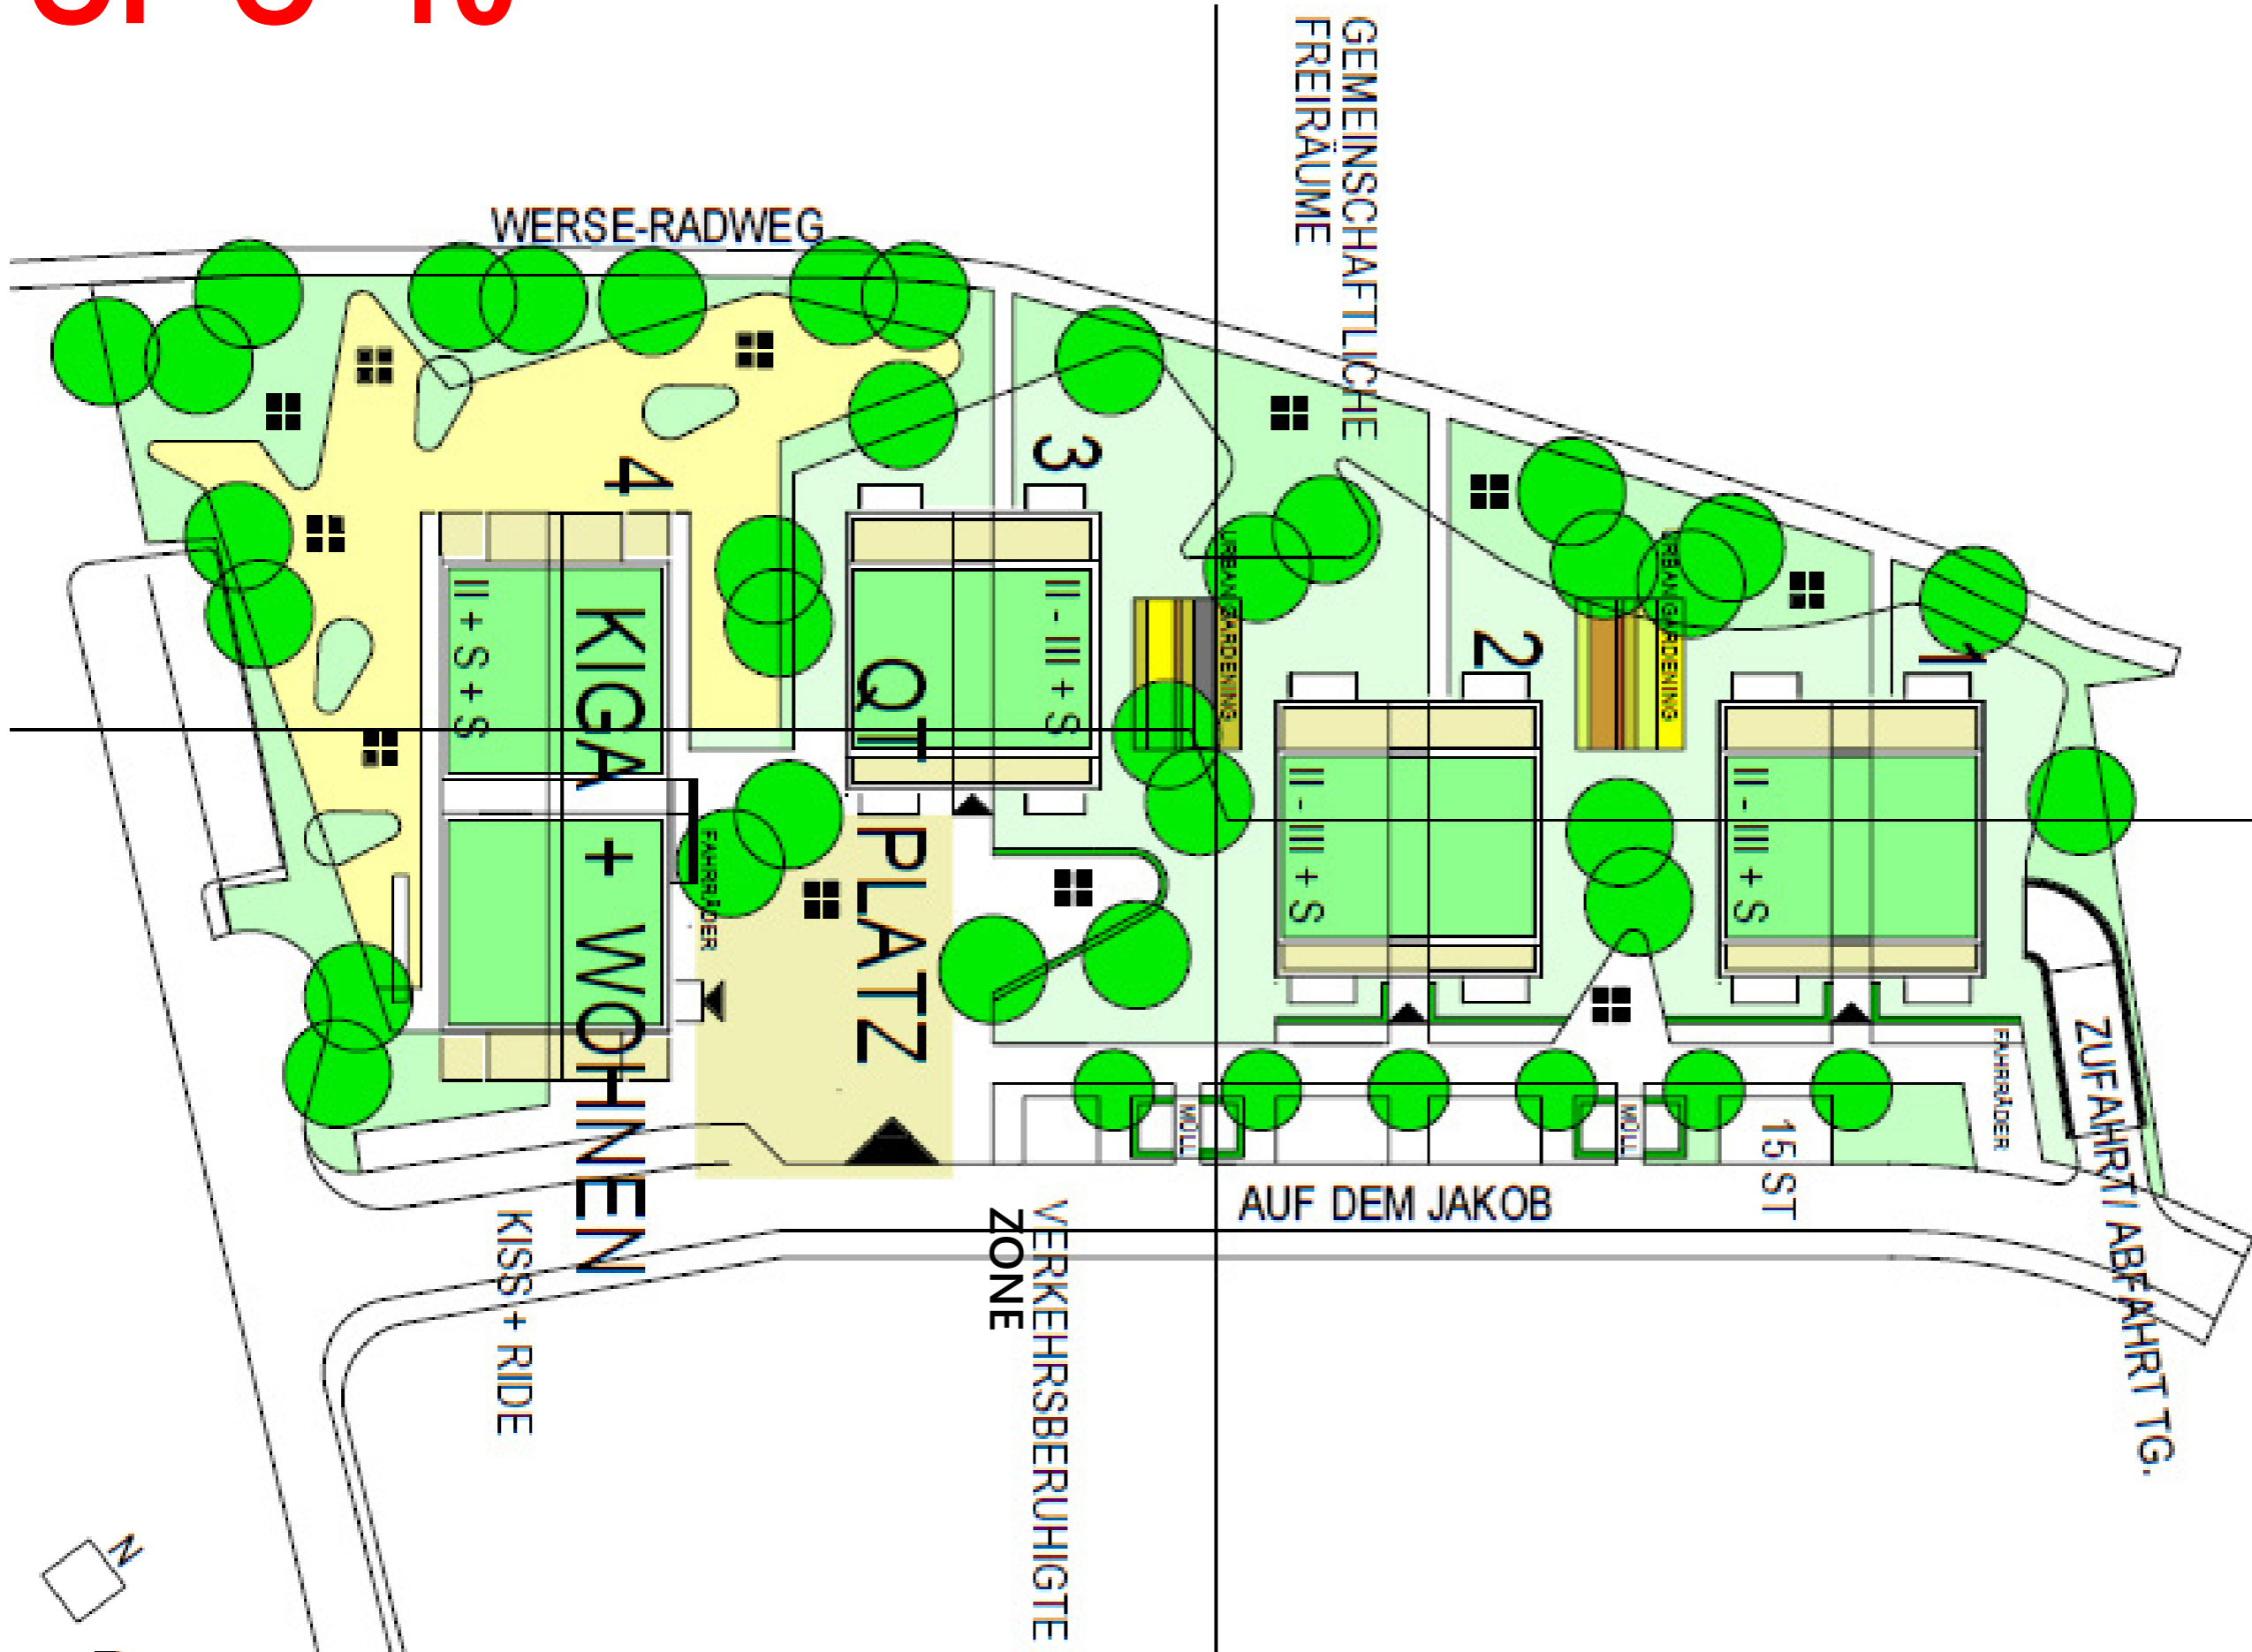 GEMEINSCHAFTLICHE
FREIRÄUME
WERSE-RADWEG
4
3
2
1
II + S + S
KIGA + WOHNEN
QT PLATZ
II - III + S
II - III + S
II - III + S
URBAN GARDENING
URBAN GARDENING
FAHRRÄDER
FAHRRÄDER
MÜLL
MÜLL
15 ST
ZUFAHRT/ ABFAHRT TG.
AUF DEM JAKOB
KISS + RIDE
VERKEHRSBERUHIGTE
ZONE
N